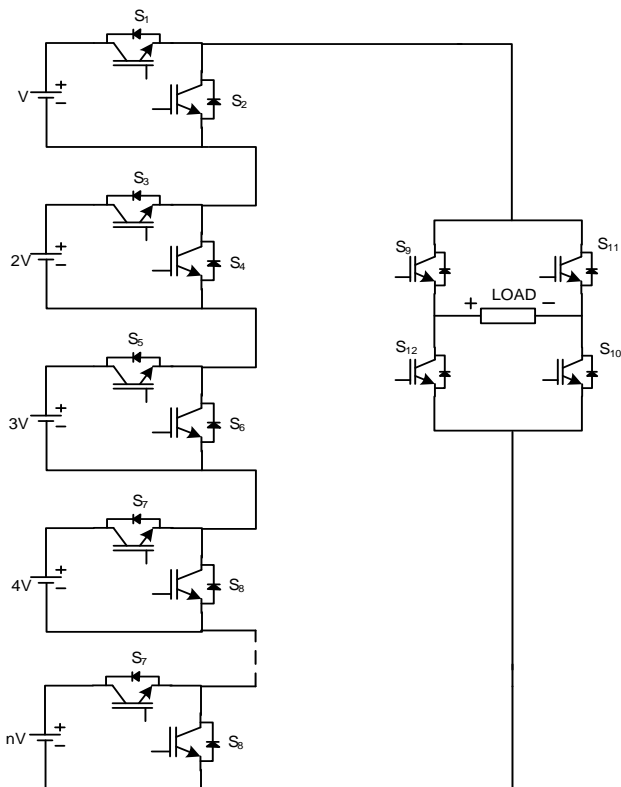 S1
V
+
−
S2
S3
2V
+
−
S4
S5
3V
+
−
S6
S7
4V
+
−
S8
S7
nV
+
−
S8
S9
S11
+ LOAD −
S12
S10